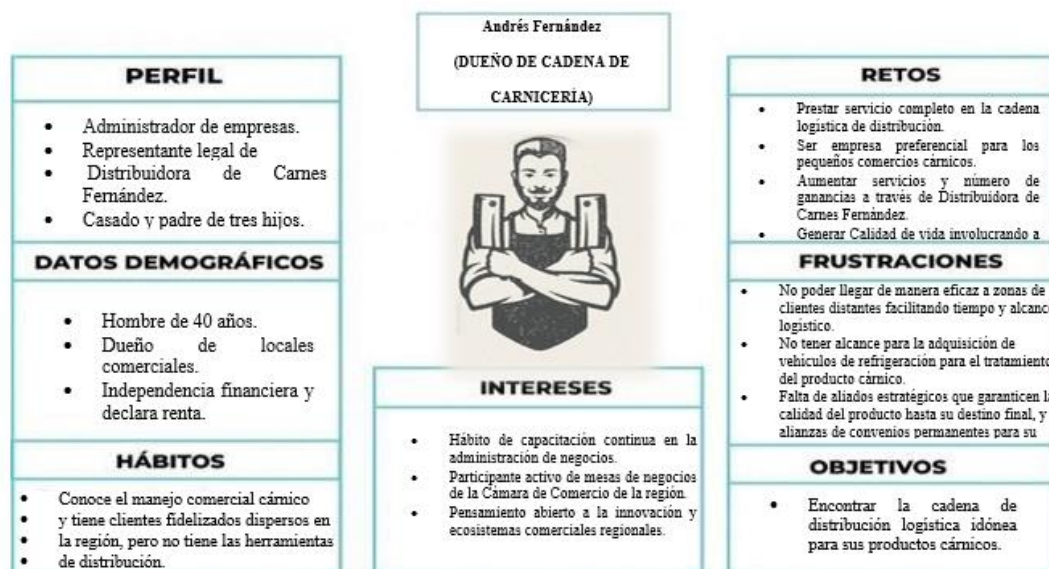 Andrés Fernández
(DUEÑO DE CADENA DE
CARNICERÍA)
PERFIL
• Administrador de empresas.
• Representante legal de
• Distribuidora de Carnes
Fernández.
• Casado y padre de tres hijos.
DATOS DEMOGRÁFICOS
• Hombre de 40 años.
• Dueño de locales
comerciales.
• Independencia financiera y
declara renta.
HÁBITOS
• Conoce el manejo comercial cárnico
• y tiene clientes fidelizados dispersos en
• la región, pero no tiene las herramientas
• de distribución.
INTERESES
• Hábito de capacitación continua en la
administración de negocios.
• Participante activo de mesas de negocios
de la Cámara de Comercio de la región.
• Pensamiento abierto a la innovación y
ecosistemas comerciales regionales.
RETOS
• Prestar servicio completo en la cadena
logística de distribución.
• Ser empresa preferencial para los
pequeños comercios cárnicos.
• Aumentar servicios y número de
ganancias a través de Distribuidora de
Carnes Fernández.
• Generar Calidad de vida involucrando a
FRUSTRACIONES
• No poder llegar de manera eficaz a zonas de
clientes distantes facilitando tiempo y alcance
logístico.
• No tener alcance para la adquisición de
vehículos de refrigeración para el tratamiento
del producto cárnico.
• Falta de aliados estratégicos que garanticen la
calidad del producto hasta su destino final, y
alianzas de convenios permanentes para su
OBJETIVOS
• Encontrar la cadena de
distribución logística idónea
para sus productos cárnicos.